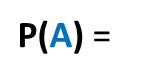 P(A) =